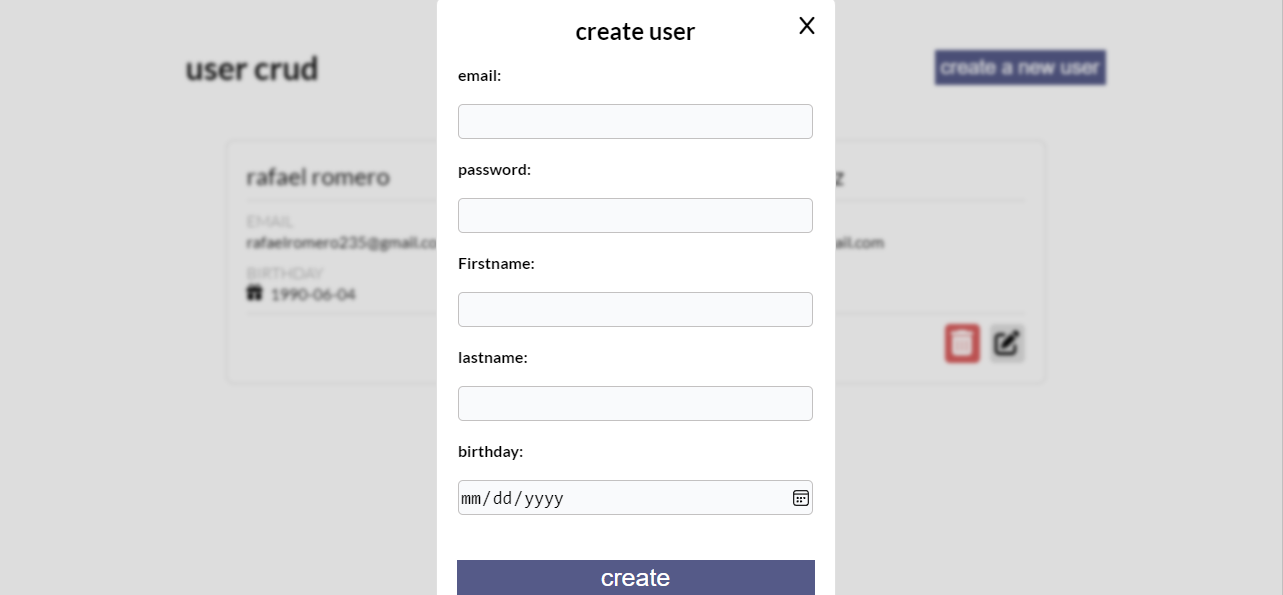 create user
X
user crud
create a new user
email:
password:
Firstname:
lastname:
birthday:
mm/dd/yyyy
create
rafael romero
EMAIL
rafaelromero235@gmail.co
BIRTHDAY
1990-06-04
z
ail.com